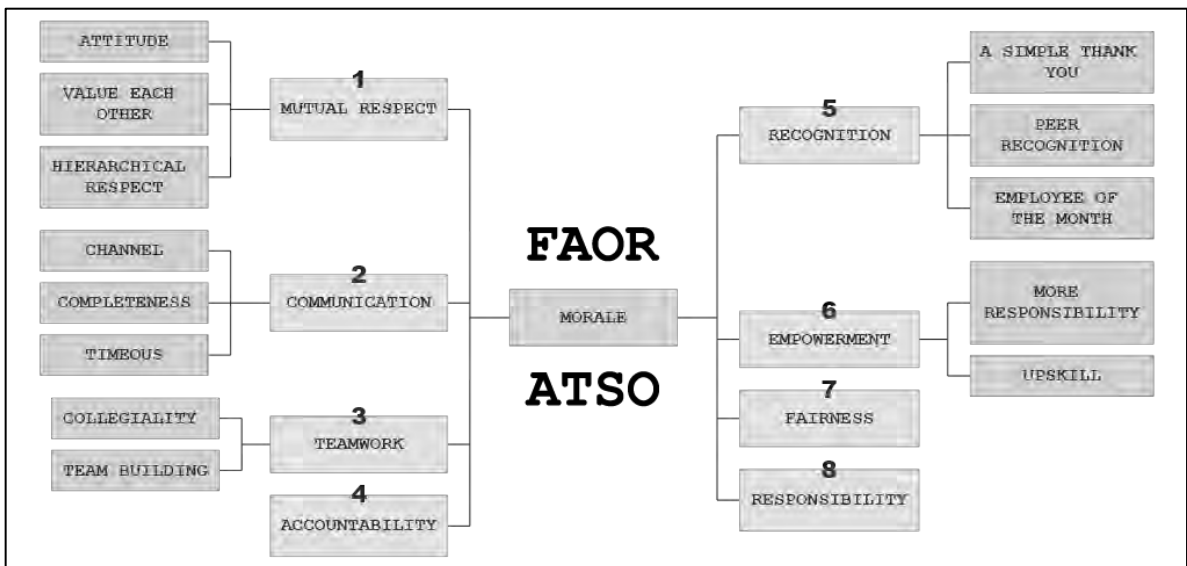 ATTITUDE
VALUE EACH
OTHER
HIERARCHICAL
RESPECT
1
MUTUAL RESPECT
CHANNEL
COMPLETENESS
TIMEOUS
2
COMMUNICATION
COLLEGIALITY
TEAM BUILDING
3
TEAMWORK
4
ACCOUNTABILITY
FAOR
MORALE
ATSO
5
RECOGNITION
A SIMPLE THANK
YOU
PEER
RECOGNITION
EMPLOYEE OF
THE MONTH
6
EMPOWERMENT
MORE
RESPONSIBILITY
UPSKILL
7
FAIRNESS
8
RESPONSIBILITY